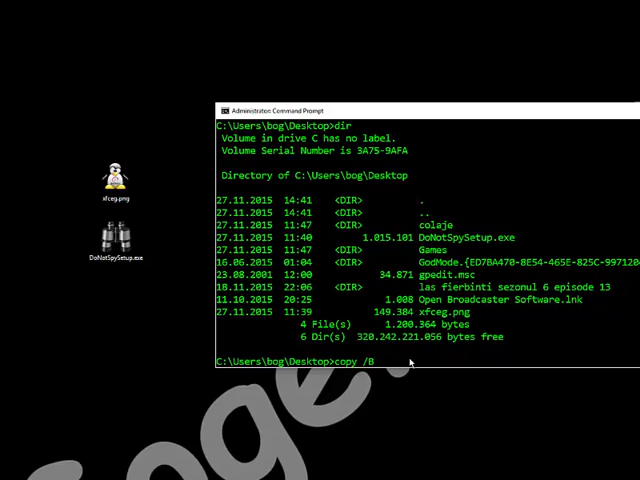 Administrator: Command Prompt
C:\Users\bog\Desktop>dir
Volume in drive C has no label.
Volume Serial Number is 3A75-9AFA
Directory of C:\Users\bog\Desktop
27.11.2015 14:41 <DIR> .
27.11.2015 14:41 <DIR> ..
27.11.2015 11:47 <DIR> colaje
27.11.2015 11:40 1.015.101 DoNotSpySetup.exe
27.11.2015 11:47 <DIR> Games
16.06.2015 01:04 <DIR> GodMode.{ED7BA470-8E54-465E-825C-997120
23.08.2001 12:00 34.871 gpedit.msc
18.11.2015 22:06 <DIR> las fierbinti sezonul 6 episode 13
11.10.2015 20:25 1.008 Open Broadcaster Software.lnk
27.11.2015 11:39 149.384 xfceg.png
4 File(s) 1.200.364 bytes
6 Dir(s) 320.242.221.056 bytes free
C:\Users\bog\Desktop>copy /B
xfceg.png
DoNotSpySetup.exe